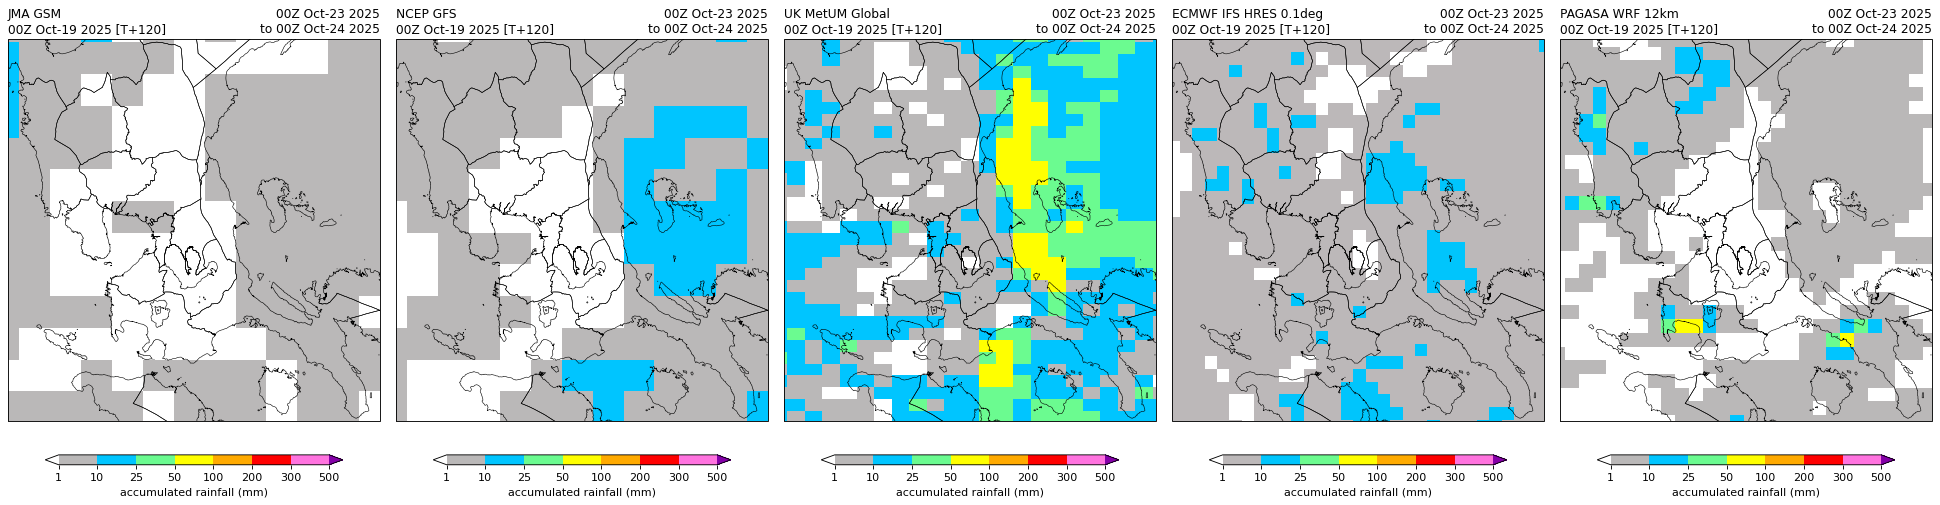 JMA GSM 00Z Oct-23 2025
00Z Oct-19 2025 [T+120] to 00Z Oct-24 2025
NCEP GFS 00Z Oct-23 2025
00Z Oct-19 2025 [T+120] to 00Z Oct-24 2025
UK MetUM Global 00Z Oct-23 2025
00Z Oct-19 2025 [T+120] to 00Z Oct-24 2025
ECMWF IFS HRES 0.1deg 00Z Oct-23 2025
00Z Oct-19 2025 [T+120] to 00Z Oct-24 2025
PAGASA WRF 12km 00Z Oct-23 2025
00Z Oct-19 2025 [T+120] to 00Z Oct-24 2025
1 10 25 50 100 200 300 500
accumulated rainfall (mm)
1 10 25 50 100 200 300 500
accumulated rainfall (mm)
1 10 25 50 100 200 300 500
accumulated rainfall (mm)
1 10 25 50 100 200 300 500
accumulated rainfall (mm)
1 10 25 50 100 200 300 500
accumulated rainfall (mm)